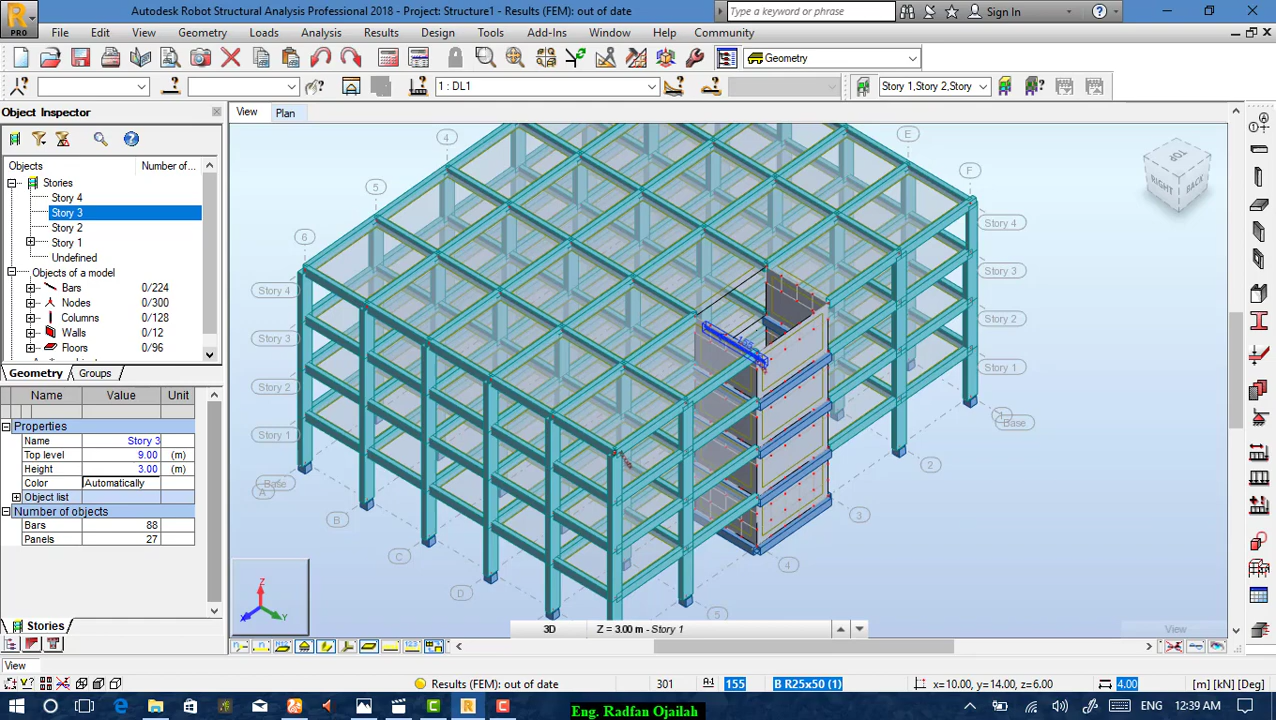 Autodesk Robot Structural Analysis Professional 2018 - Project: Structure1 - Results (FEM): out of date
Type a keyword or phrase
Sign In
PRO
File Edit View Geometry Loads Analysis Results Design Tools Add-Ins Window Help Community
Geometry
1 : DL1
Story 1,Story 2,Story
Object Inspector
View Plan
Objects Number of...
Stories
Story 4
Story 3
Story 2
Story 1
Undefined
Objects of a model
Bars 0/224
Nodes 0/300
Columns 0/128
Walls 0/12
Floors 0/96
Geometry Groups
Name Value Unit
Properties
Name Story 3
Top level 9.00 (m)
Height 3.00 (m)
Color Automatically
Object list
Number of objects
Bars 88
Panels 27
Stories
View
4
5
6
E
F
Story 4
Story 3
Story 2
Story 1
Story 4
Story 3
Story 2
Story 1
Base
A
B
C
D
Base
1
2
3
4
5
TOP
RIGHT
BACK
Z
X
Y
3D Z = 3.00 m - Story 1
View
Results (FEM): out of date 301 155 B R25x50 (1) x=10.00, y=14.00, z=6.00 4.00 [m] [kN] [Deg]
Eng. Radfan Ojailah
ENG 12:39 AM